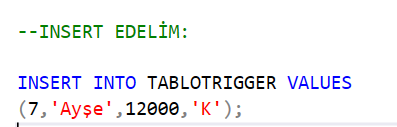 --INSERT EDELİM:
INSERT INTO TABLOTRIGGER VALUES
(7,'Ayşe',12000,'K');